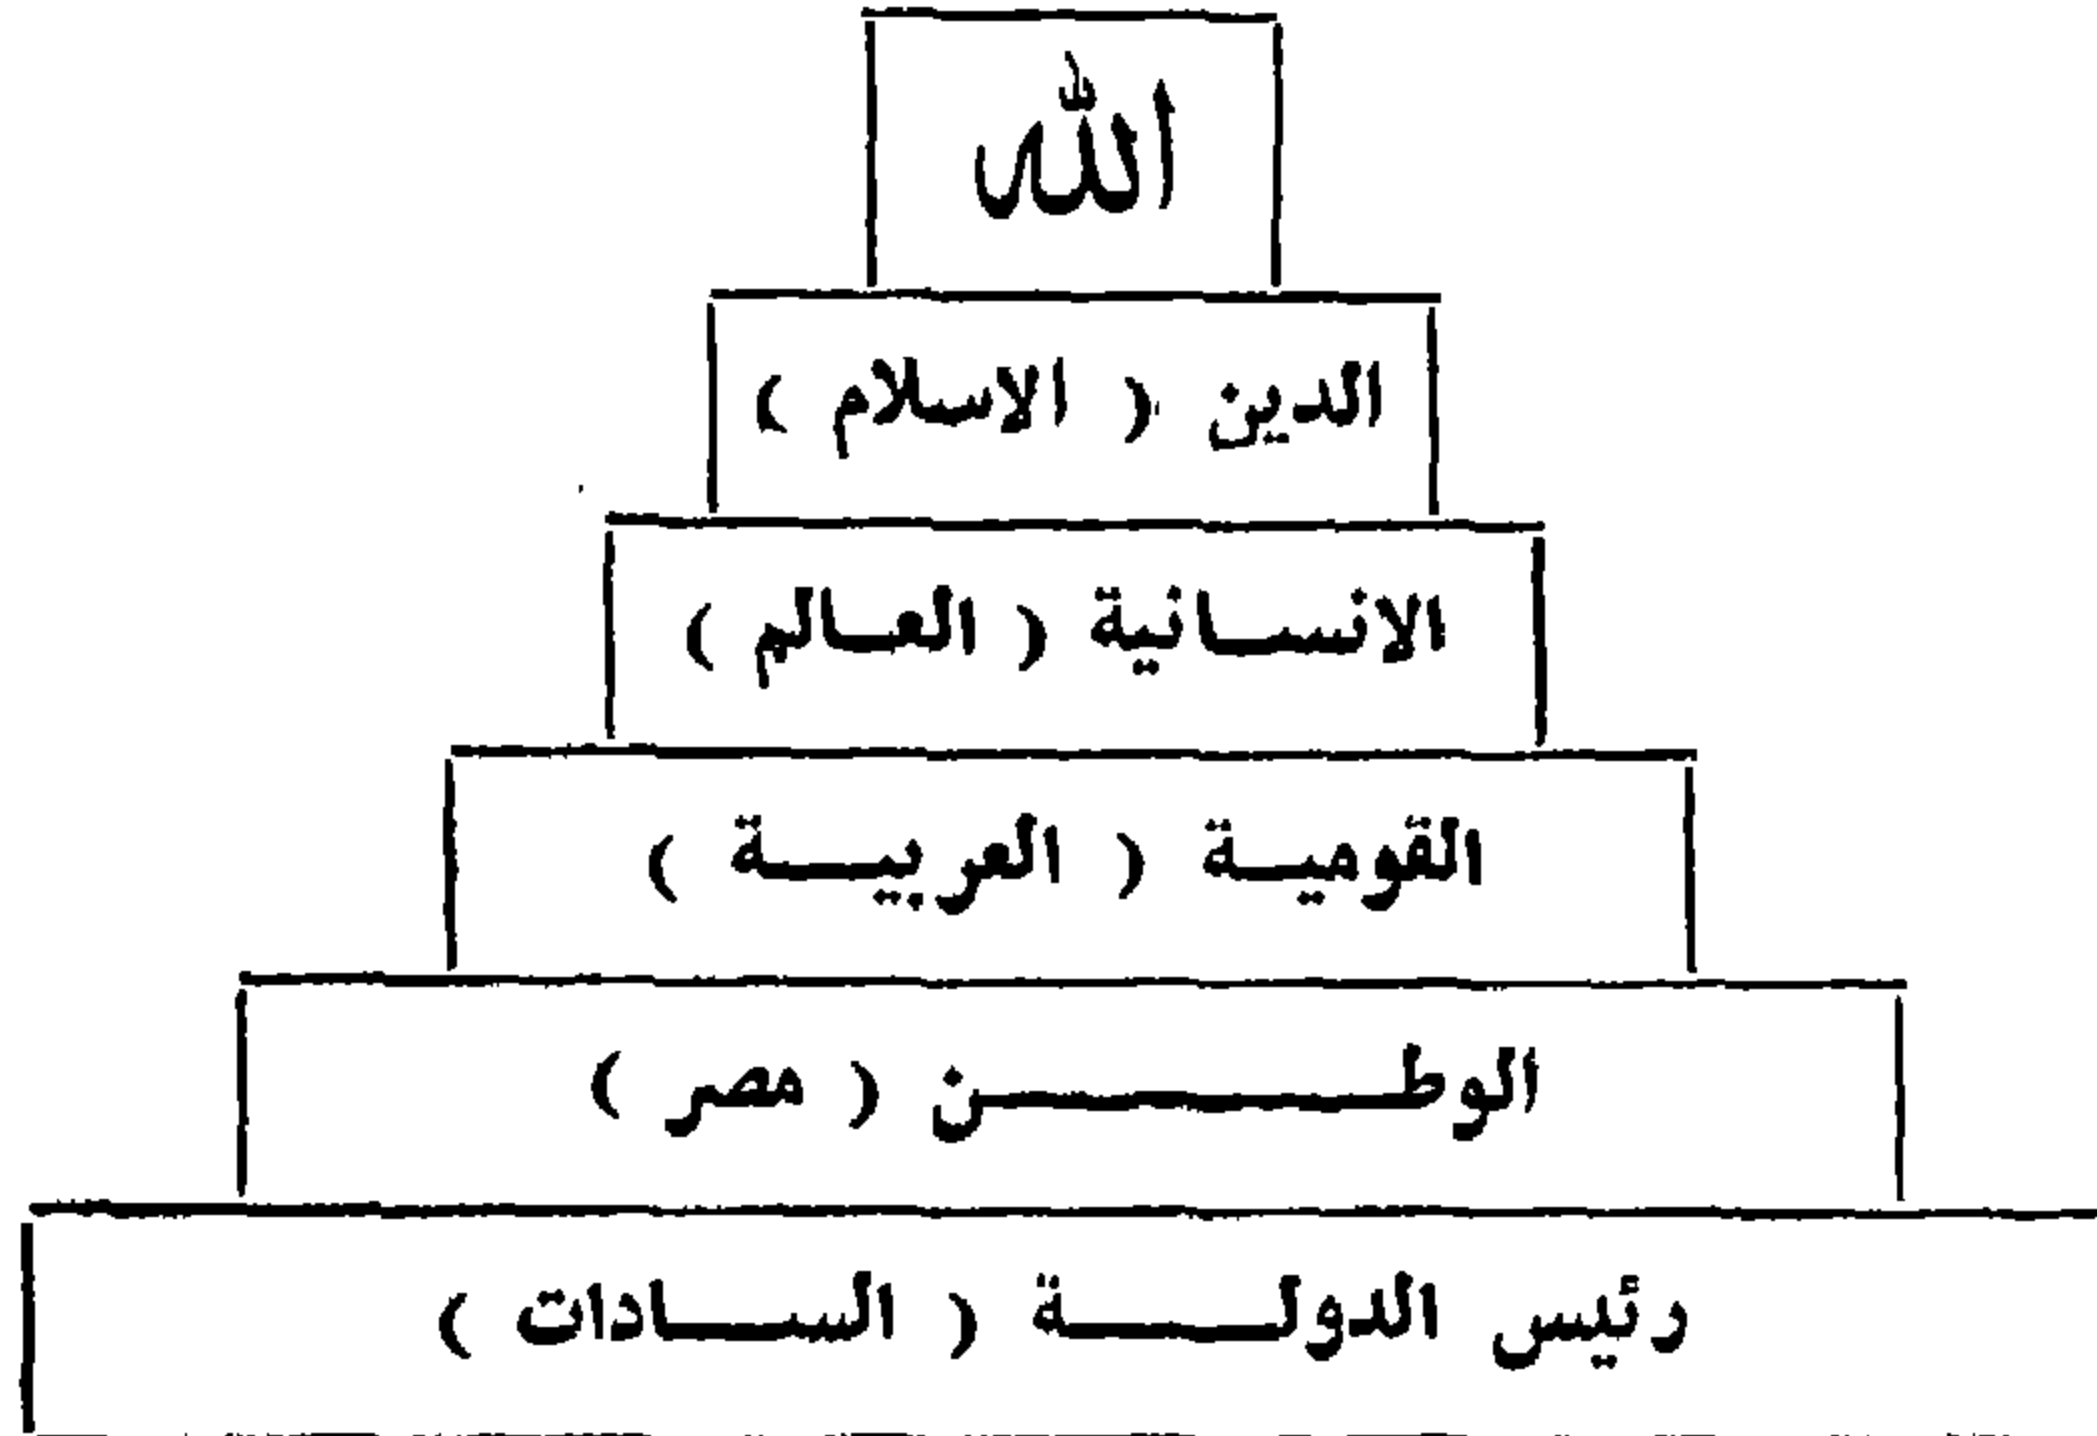 الله
الدين ( الاسلام )
الانسانية ( العالم )
القومية ( العربية )
الوطن ( مصر )
رئيس الدولة ( السادات )